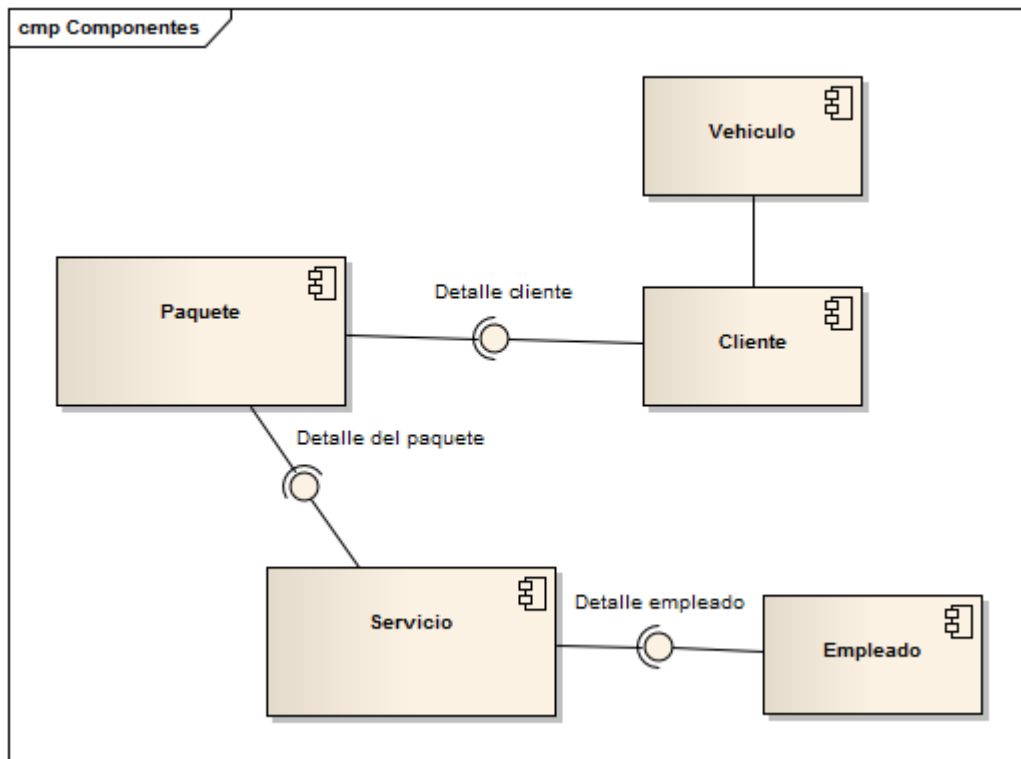 cmp Componentes
Vehiculo
Paquete
Detalle cliente
Cliente
Detalle del paquete
Servicio
Detalle empleado
Empleado